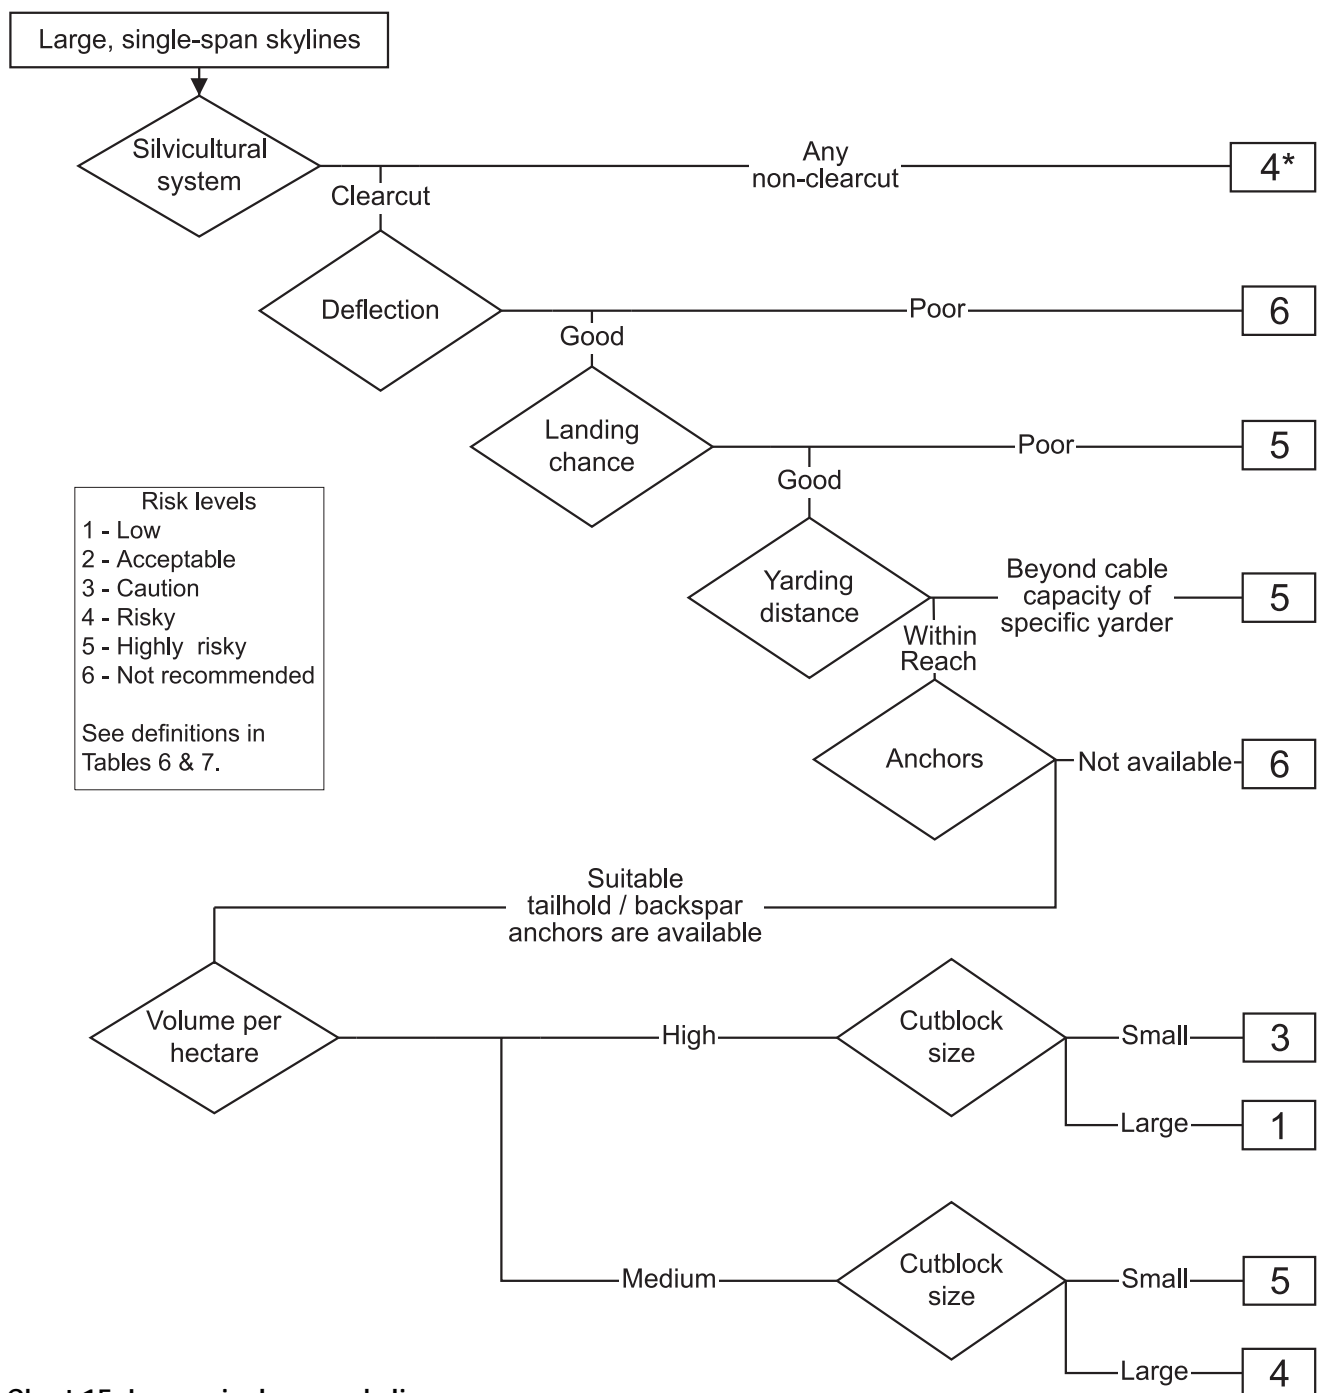 Large, single-span skylines
Silvicultural
system
Any
non-clearcut
4*
Clearcut
Deflection
Poor
6
Good
Landing
chance
Poor
5
Good
Risk levels
1 - Low
2 - Acceptable
3 - Caution
4 - Risky
5 - Highly risky
6 - Not recommended
See definitions in
Tables 6 & 7.
Yarding
distance
Beyond cable
capacity of
specific yarder
5
Within
Reach
Anchors
Not available
6
Suitable
tailhold / backspar
anchors are available
Volume per
hectare
High
Cutblock
size
Small
3
Large
1
Medium
Cutblock
size
Small
5
Large
4